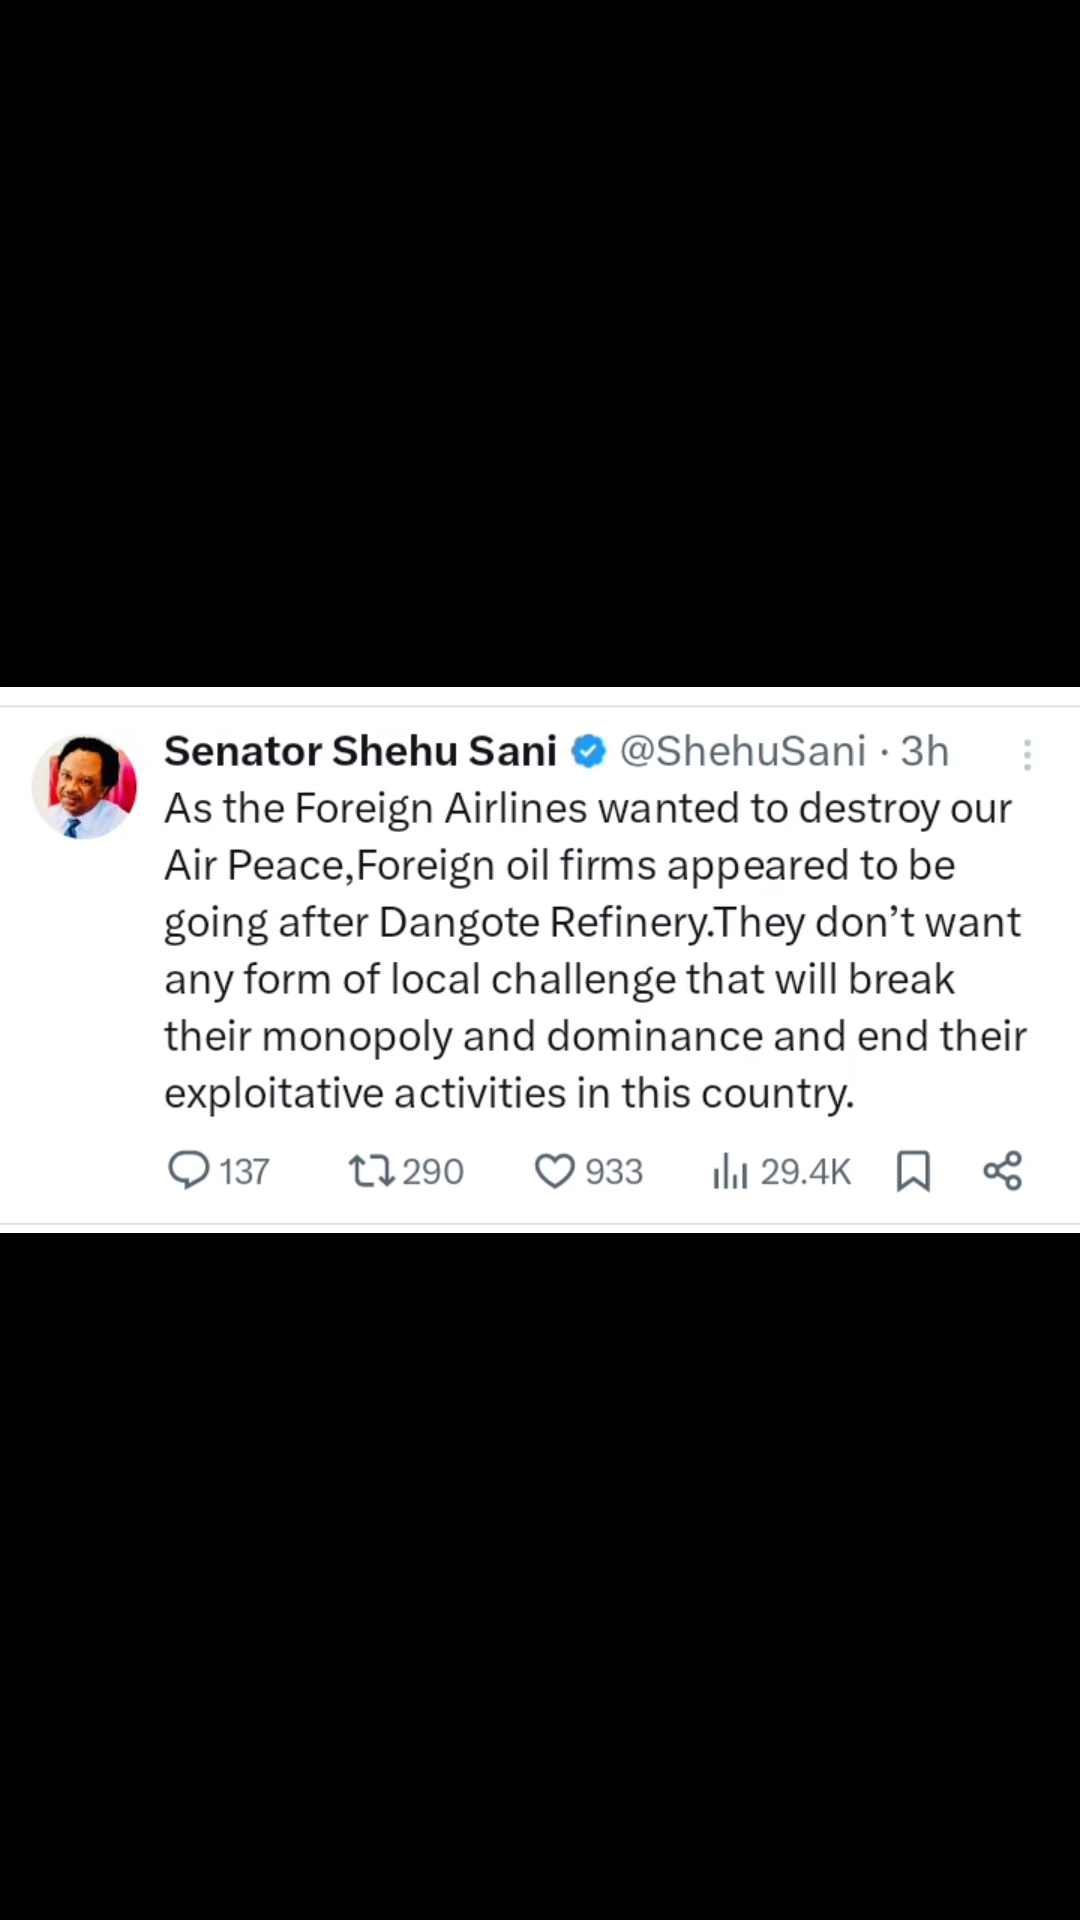 Senator Shehu Sani @ShehuSani · 3h
As the Foreign Airlines wanted to destroy our
Air Peace,Foreign oil firms appeared to be
going after Dangote Refinery.They don’t want
any form of local challenge that will break
their monopoly and dominance and end their
exploitative activities in this country.
137 290 933 29.4K